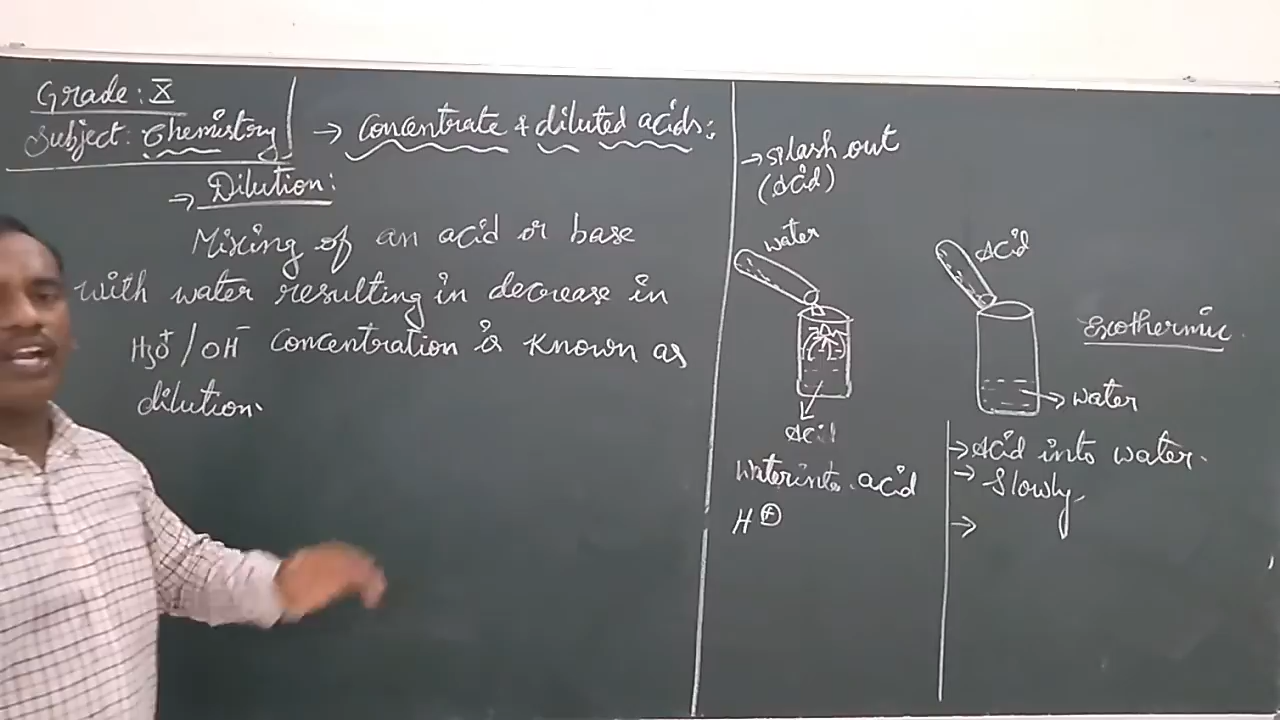 Grade: X
Subject: Chemistry
→ Concentrate & diluted acids:
→ Dilution:
Mixing of an acid or base
with water resulting in decrease in
H₃O⁺/OH⁻ concentration is known as
dilution.
→ splash out
(Acid)
water
Acid
Water into acid
H⊕
Acid
Exothermic.
→ water
→ Acid into water.
→ Slowly,
→